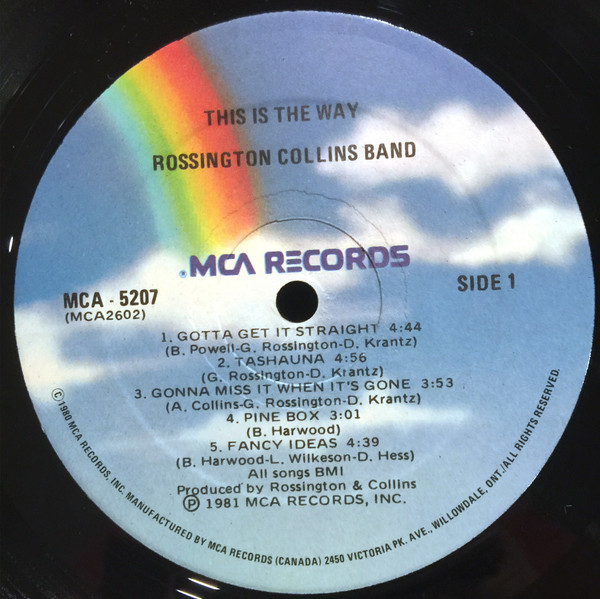 THIS IS THE WAY
ROSSINGTON COLLINS BAND
®MCA RECORDS
MCA - 5207
(MCA2602)
SIDE 1
1. GOTTA GET IT STRAIGHT 4:44
(B. Powell-G. Rossington-D. Krantz)
2. TASHAUNA 4:56
(G. Rossington-D. Krantz)
3. GONNA MISS IT WHEN IT'S GONE 3:53
(A. Collins-G. Rossington-D. Krantz)
4. PINE BOX 3:01
(B. Harwood)
5. FANCY IDEAS 4:39
(B. Harwood-L. Wilkeson-D. Hess)
All songs BMI
Produced by Rossington & Collins
Ⓟ 1981 MCA RECORDS, INC.
© 1980 MCA RECORDS, INC. MANUFACTURED BY MCA RECORDS (CANADA) 2450 VICTORIA PK. AVE., WILLOWDALE, ONT./ALL RIGHTS RESERVED.